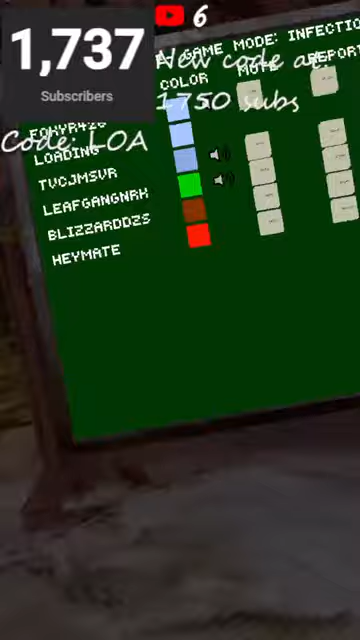 6
1,737
Subscribers
New code at:
1750 subs
Code: LOA
GAME MODE: INFECTIO
COLOR MUTE REPORT
LOADING
TVCJMSVR
LEAFGANGNRH
BLIZZARDDZS
HEYMATE